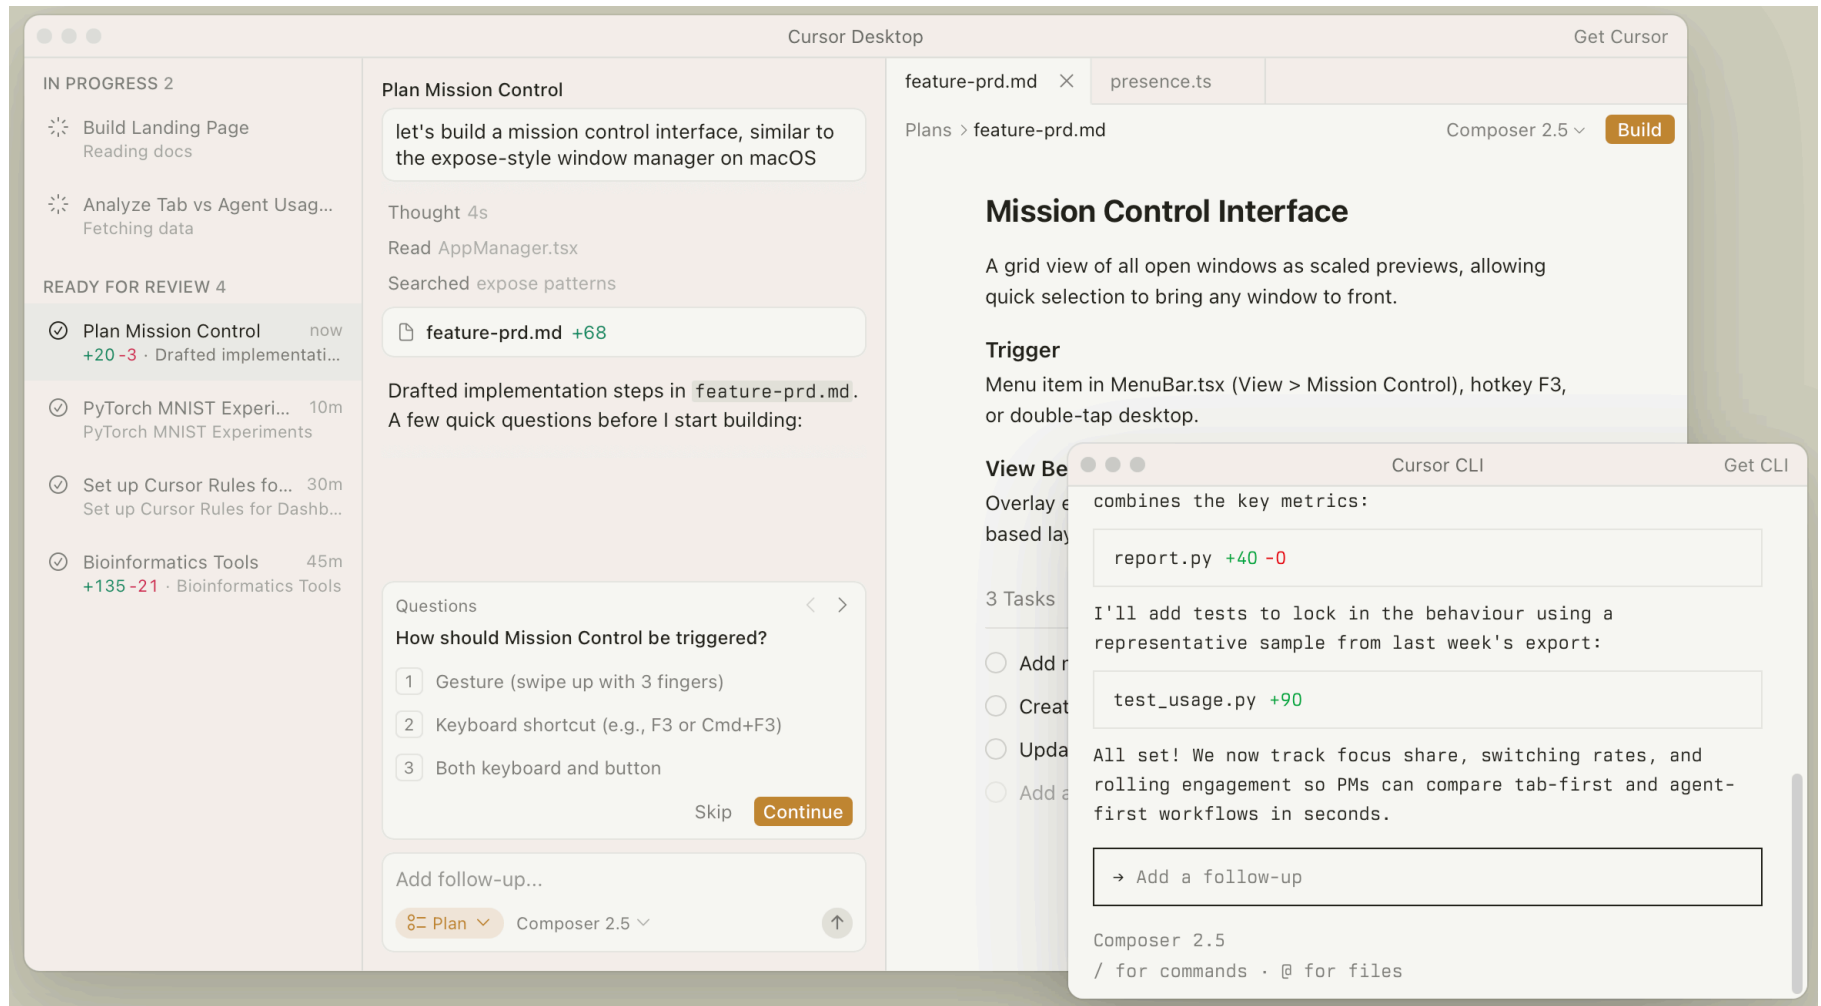 Cursor Desktop
Get Cursor
IN PROGRESS 2
Build Landing Page
Reading docs
Analyze Tab vs Agent Usag...
Fetching data
READY FOR REVIEW 4
Plan Mission Control now
+20 -3 · Drafted implementati...
PyTorch MNIST Experi... 10m
PyTorch MNIST Experiments
Set up Cursor Rules fo... 30m
Set up Cursor Rules for Dashb...
Bioinformatics Tools 45m
+135 -21 · Bioinformatics Tools
Plan Mission Control
let's build a mission control interface, similar to
the expose-style window manager on macOS
Thought 4s
Read AppManager.tsx
Searched expose patterns
feature-prd.md +68
Drafted implementation steps in feature-prd.md.
A few quick questions before I start building:
Questions
How should Mission Control be triggered?
1 Gesture (swipe up with 3 fingers)
2 Keyboard shortcut (e.g., F3 or Cmd+F3)
3 Both keyboard and button
Skip Continue
Add follow-up...
Plan Composer 2.5
feature-prd.md presence.ts
Plans > feature-prd.md Composer 2.5 Build
Mission Control Interface
A grid view of all open windows as scaled previews, allowing
quick selection to bring any window to front.
Trigger
Menu item in MenuBar.tsx (View > Mission Control), hotkey F3,
or double-tap desktop.
View Be
Overlay
based
3 Tasks
Add
Creat
Upda
Add
Cursor CLI
Get CLI
combines the key metrics:
report.py +40 -0
I'll add tests to lock in the behaviour using a
representative sample from last week's export:
test_usage.py +90
All set! We now track focus share, switching rates, and
rolling engagement so PMs can compare tab-first and agent-
first workflows in seconds.
→ Add a follow-up
Composer 2.5
/ for commands · @ for files